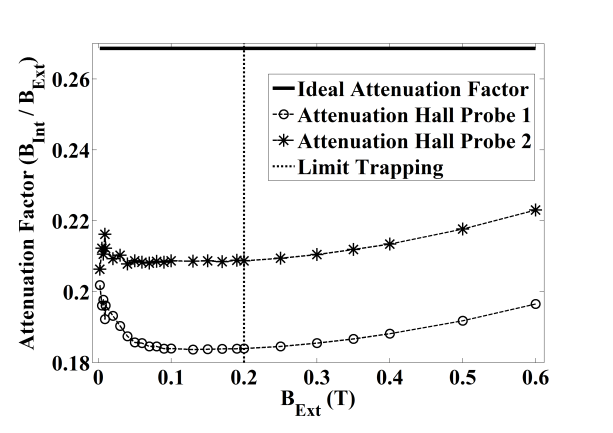 Attenuation Factor (B_Int / B_Ext)
0.26
0.24
0.22
0.2
0.18
Ideal Attenuation Factor
Attenuation Hall Probe 1
Attenuation Hall Probe 2
Limit Trapping
0 0.1 0.2 0.3 0.4 0.5 0.6
B_Ext (T)